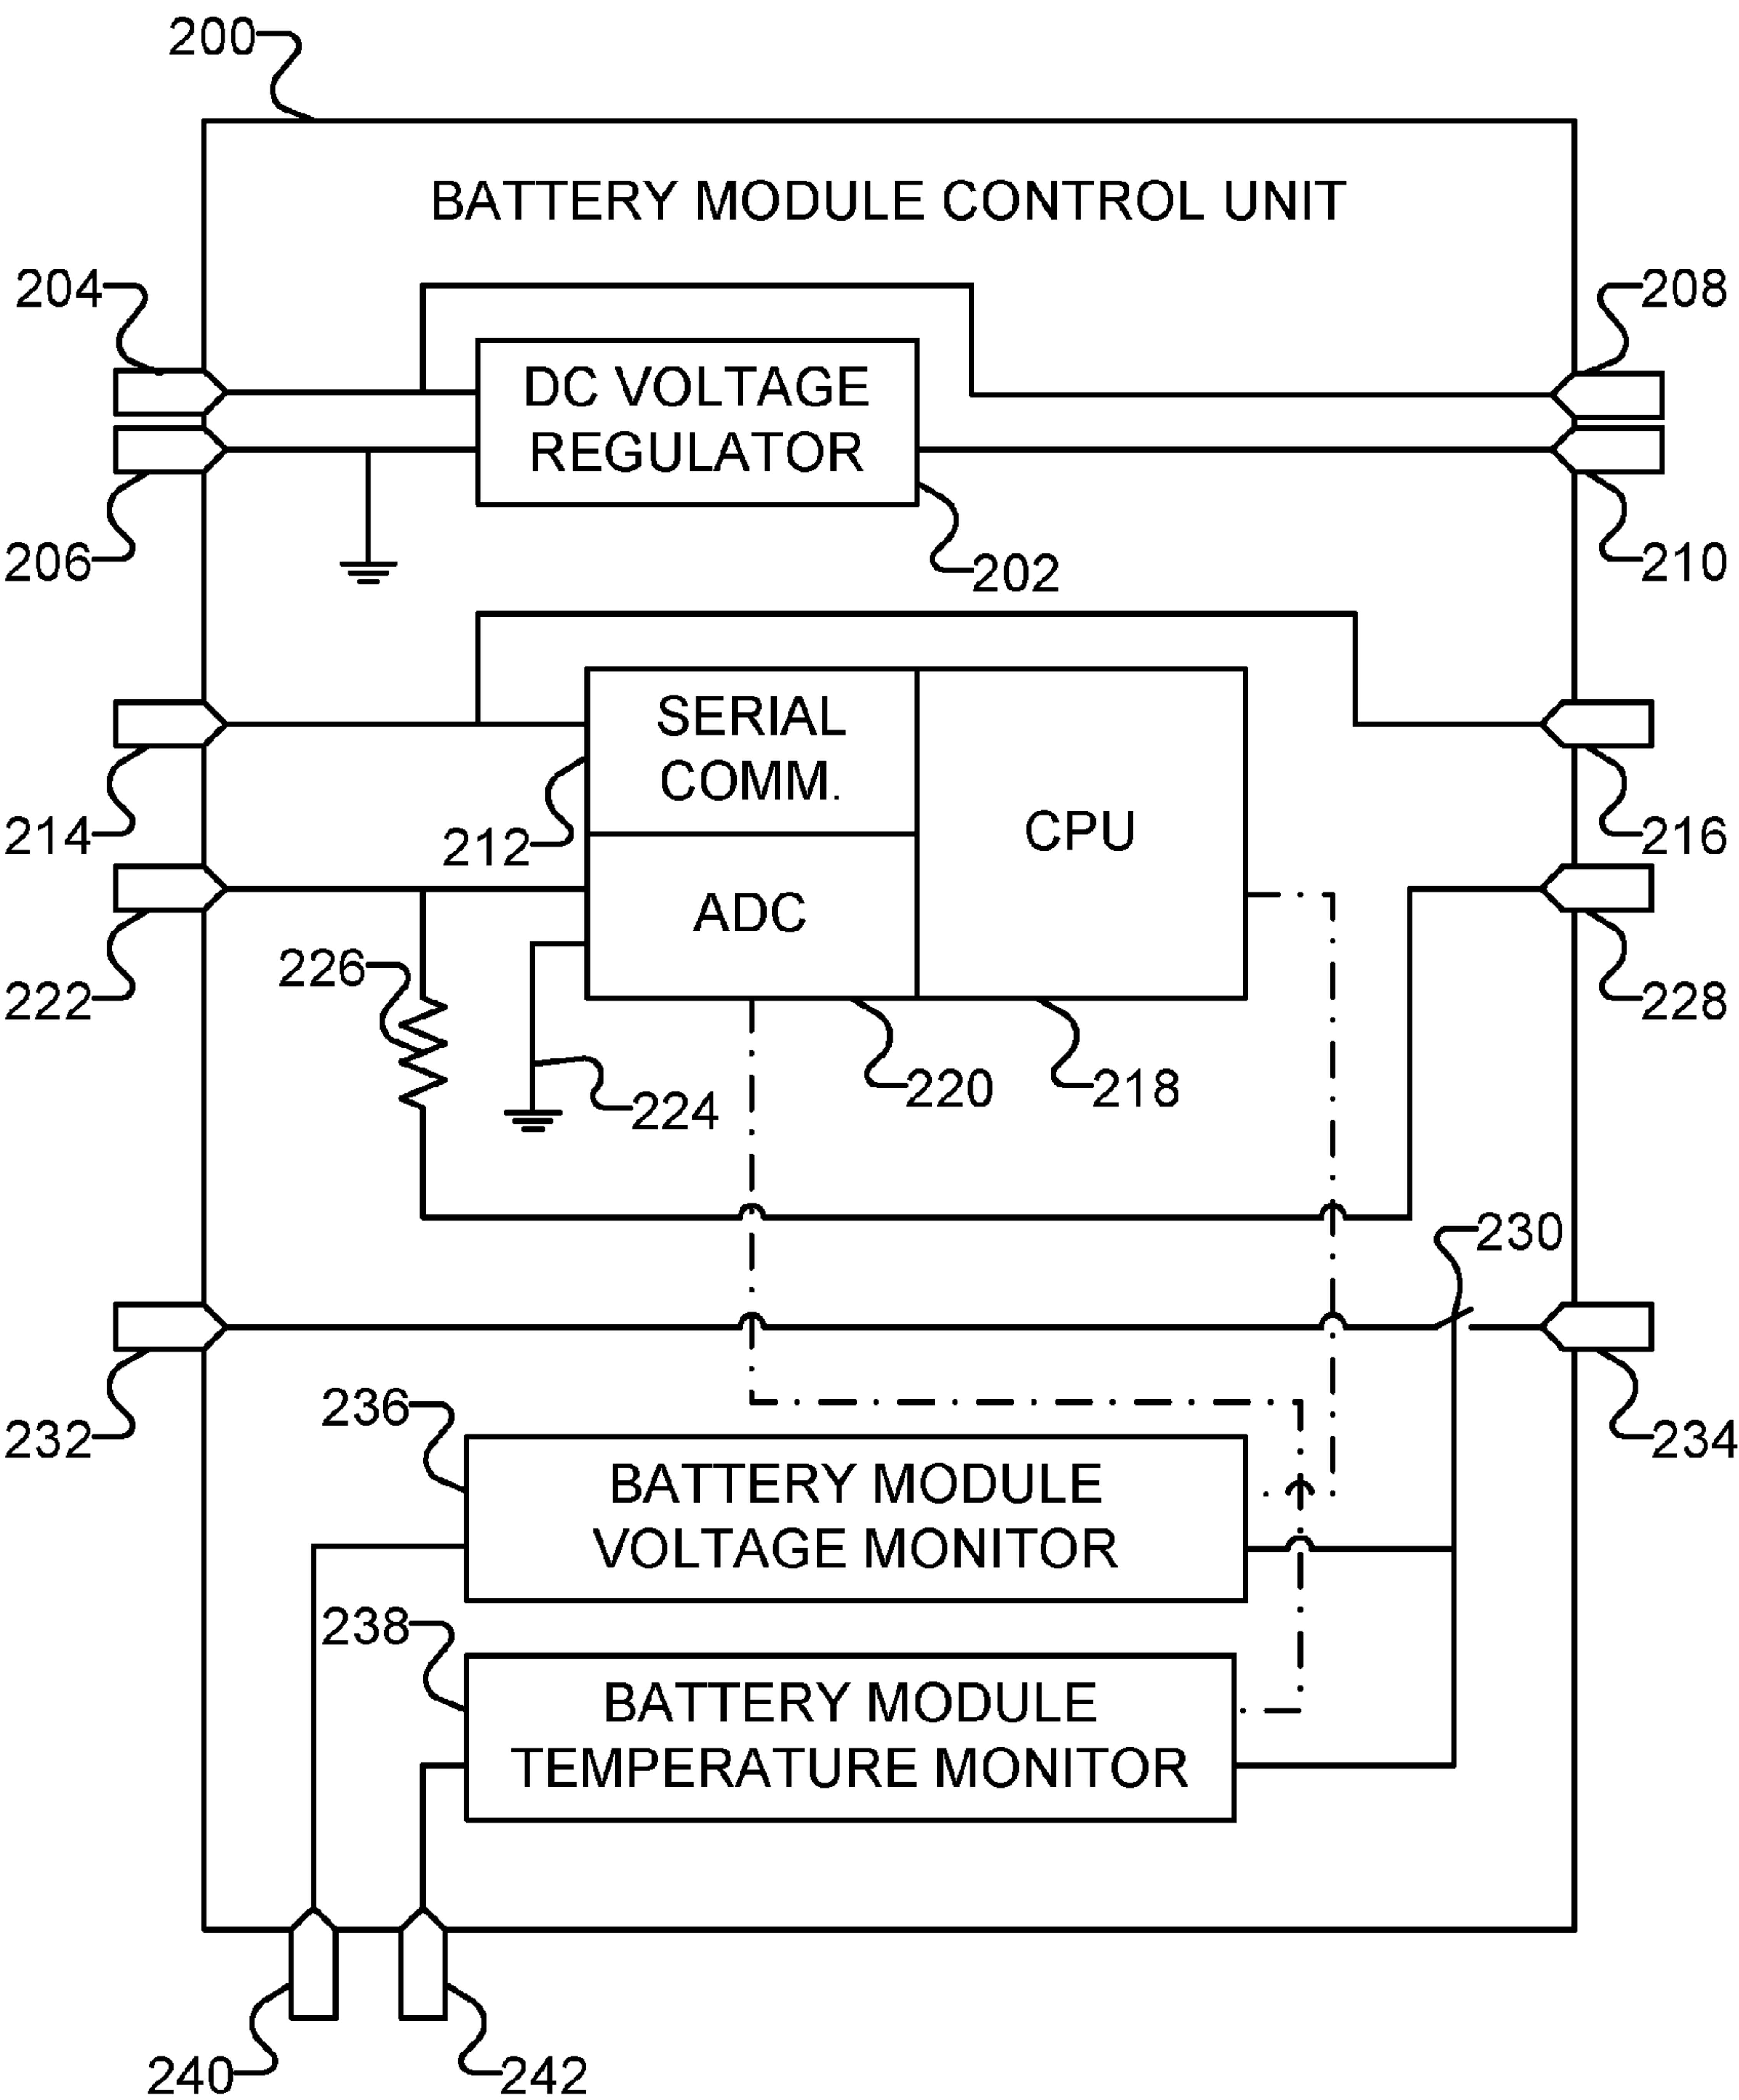 200
BATTERY MODULE CONTROL UNIT
204
208
DC VOLTAGE
REGULATOR
206
202
210
SERIAL
COMM.
214
212
CPU
216
ADC
222
226
228
224
220
218
230
232
236
234
BATTERY MODULE
VOLTAGE MONITOR
238
BATTERY MODULE
TEMPERATURE MONITOR
240
242